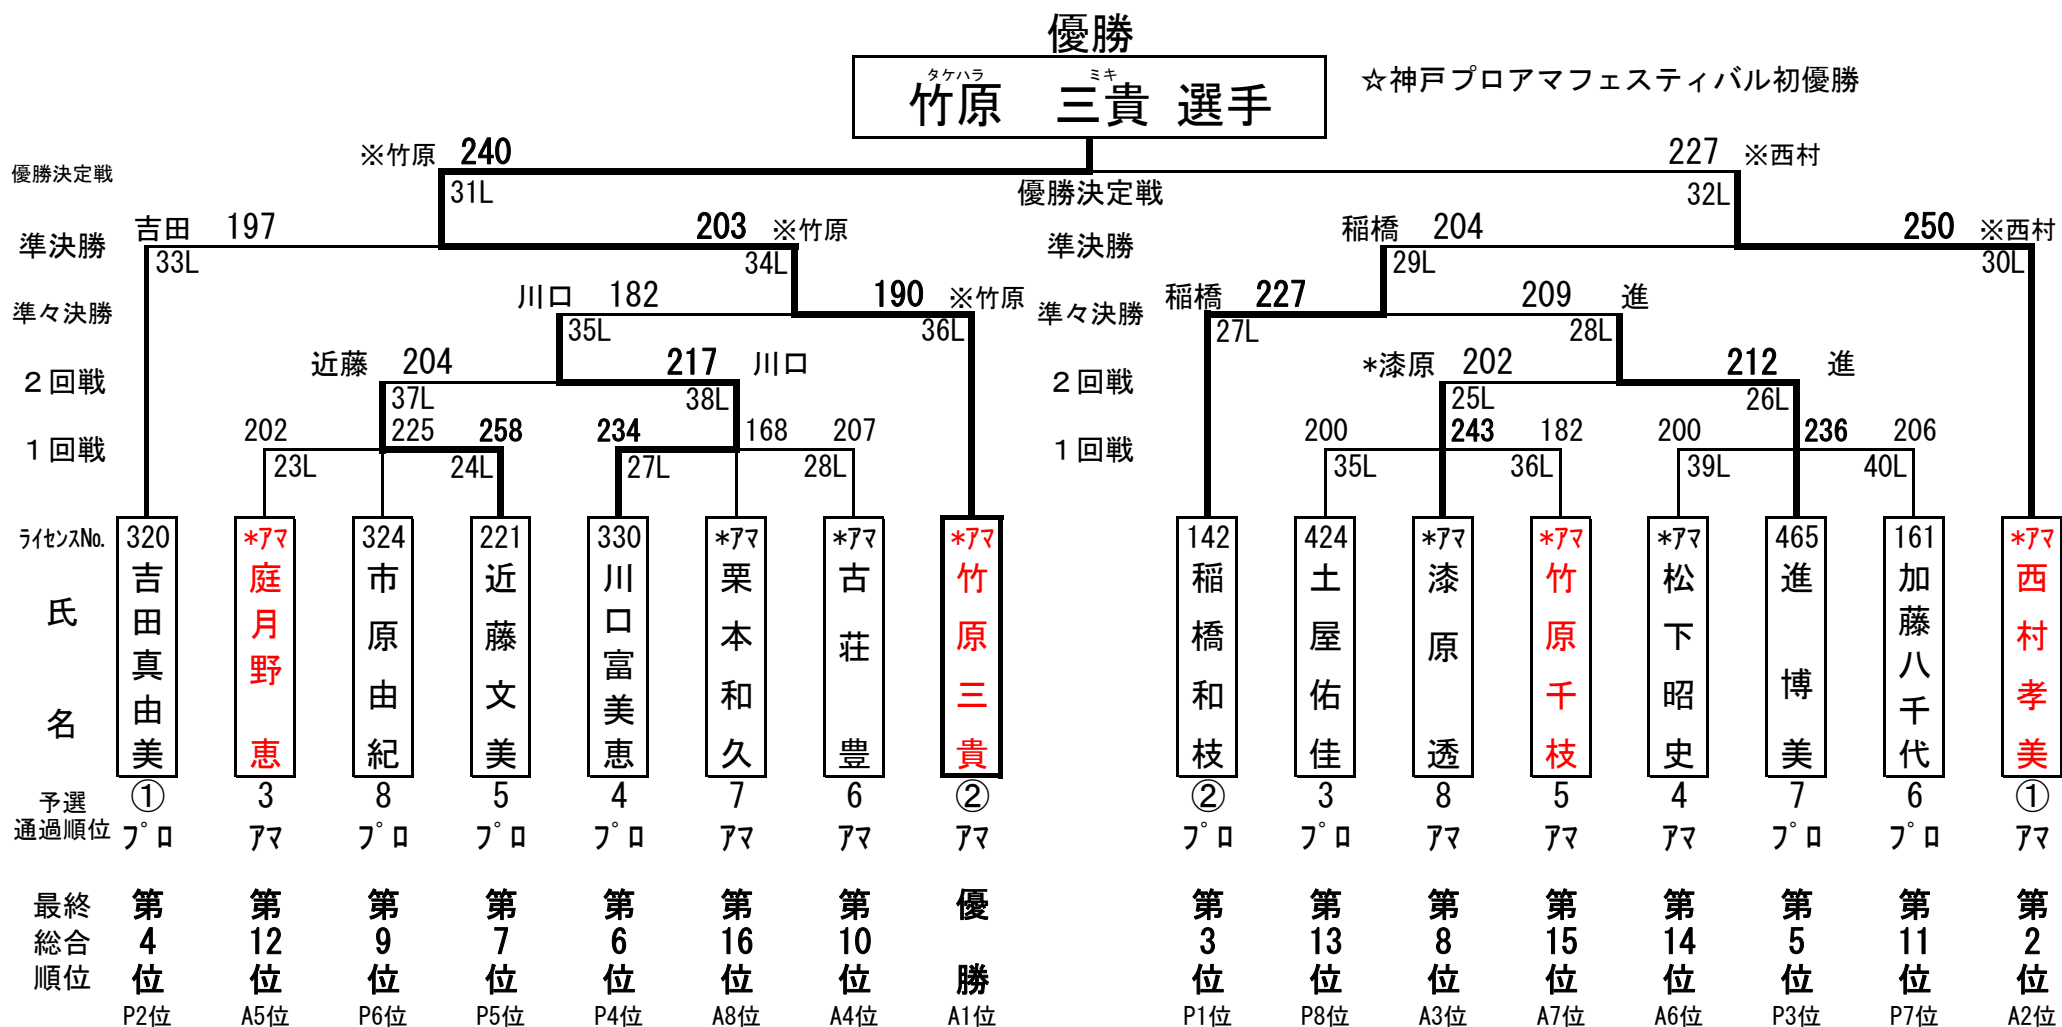 優勝
タケハラ ミキ
竹原 三貴 選手
☆神戸プロアマフェスティバル初優勝
※竹原 240 227 ※西村
優勝決定戦 31L 優勝決定戦 32L
吉田 197 203 ※竹原 稲橋 204 250 ※西村
準決勝 33L 34L 準決勝 29L 30L
川口 182 190 ※竹原 稲橋 227 209 進
準々決勝 35L 36L 準々決勝 27L 28L
近藤 204 217 川口 *漆原 202 212 進
2回戦 37L 38L 2回戦 25L 26L
202 225 258 234 168 207 200 243 182 200 236 206
1回戦 23L 24L 27L 28L 1回戦 35L 36L 39L 40L
ライセンスNo. 320 *アマ 324 221 330 *アマ *アマ *アマ 142 424 *アマ *アマ *アマ 465 161 *アマ
氏名
吉田真由美
庭月野 恵
市原由紀
近藤文美
川口富美恵
栗本和久
古荘 豊
竹原三貴
稲橋和枝
土屋佑佳
漆原 透
竹原千枝
松下昭史
進 博美
加藤八千代
西村孝美
予選 ① 3 8 5 4 7 6 ② ② 3 8 5 4 7 6 ①
通過順位 プロ アマ プロ プロ プロ アマ アマ アマ プロ プロ アマ アマ アマ プロ プロ アマ
最終 第 第 第 第 第 第 第 優 第 第 第 第 第 第 第 第
総合 4 12 9 7 6 16 10 3 13 8 15 14 5 11 2
順位 位 位 位 位 位 位 位 勝 位 位 位 位 位 位 位 位
P2位 A5位 P6位 P5位 P4位 A8位 A4位 A1位 P1位 P8位 A3位 A7位 A6位 P3位 P7位 A2位